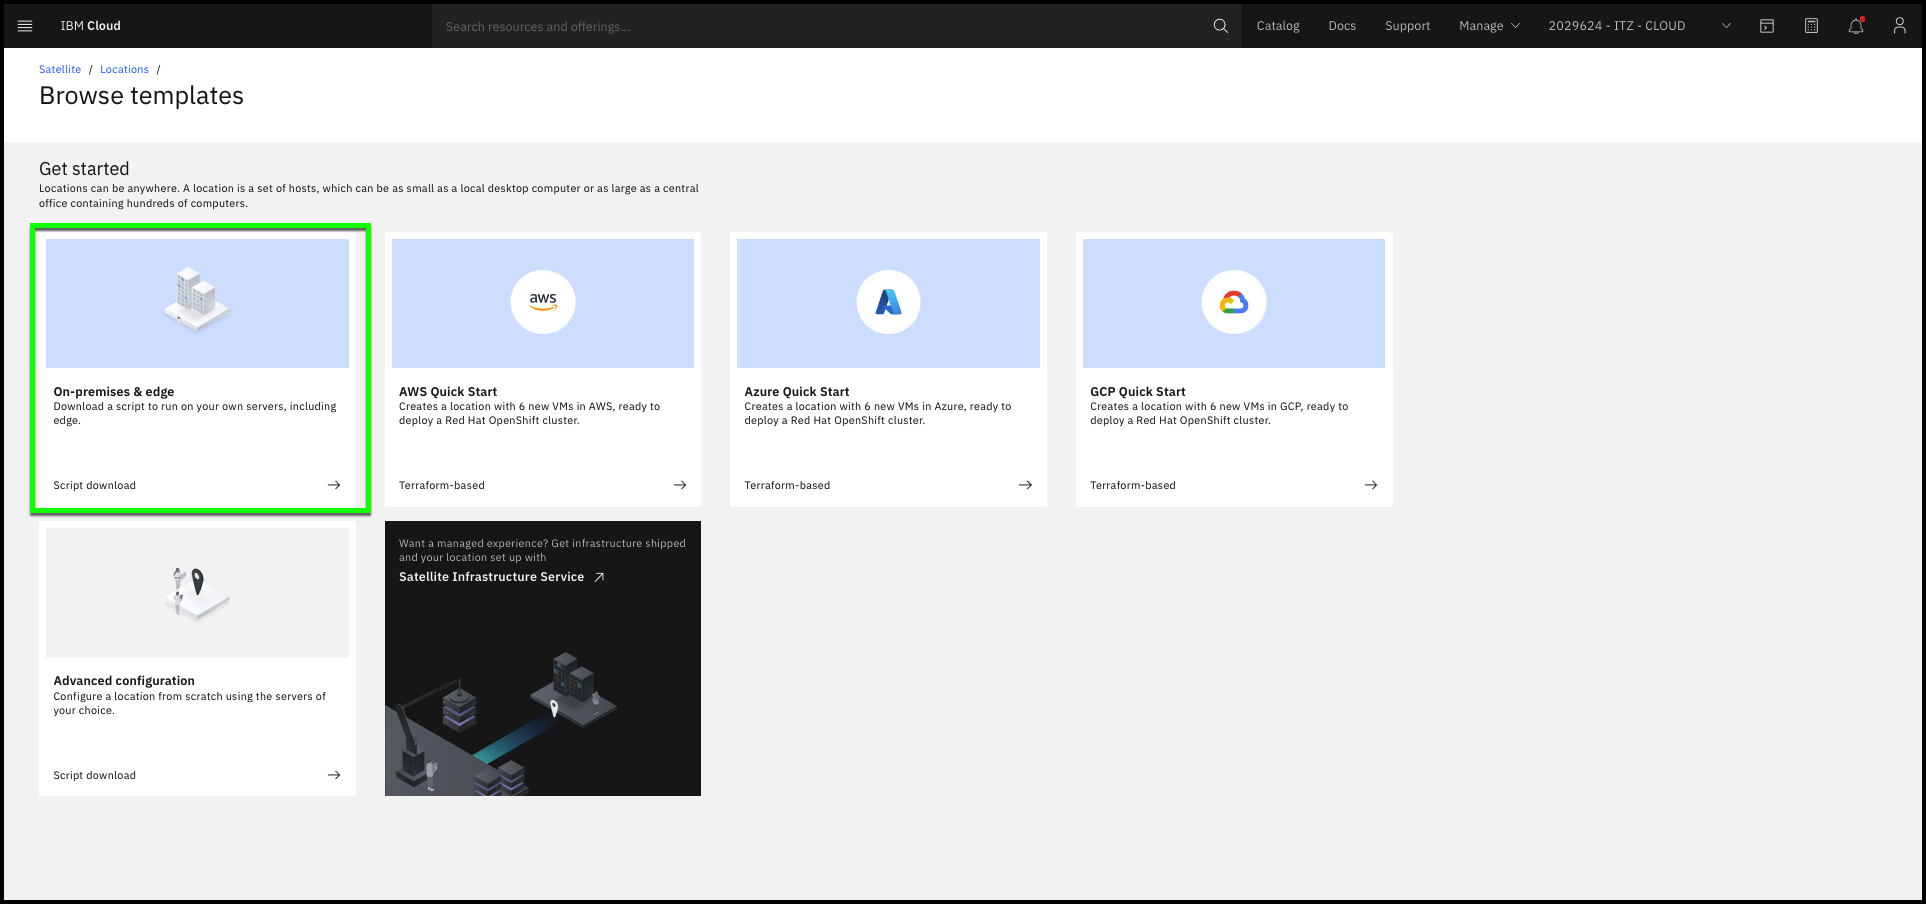 IBM Cloud
Search resources and offerings...
Catalog
Docs
Support
Manage
2029624 - ITZ - CLOUD
Satellite / Locations /
Browse templates
Get started
Locations can be anywhere. A location is a set of hosts, which can be as small as a local desktop computer or as large as a central
office containing hundreds of computers.
On-premises & edge
Download a script to run on your own servers, including
edge.
Script download
aws
AWS Quick Start
Creates a location with 6 new VMs in AWS, ready to
deploy a Red Hat OpenShift cluster.
Terraform-based
Azure Quick Start
Creates a location with 6 new VMs in Azure, ready to
deploy a Red Hat OpenShift cluster.
Terraform-based
GCP Quick Start
Creates a location with 6 new VMs in GCP, ready to
deploy a Red Hat OpenShift cluster.
Terraform-based
Advanced configuration
Configure a location from scratch using the servers of
your choice.
Script download
Want a managed experience? Get infrastructure shipped
and your location set up with
Satellite Infrastructure Service